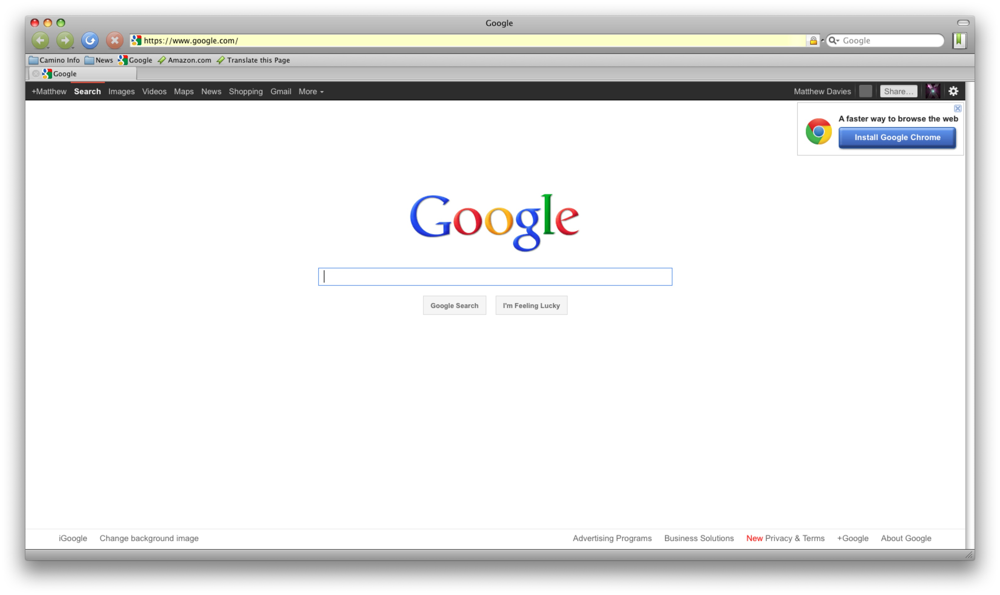 Google
https://www.google.com/
Google
Camino Info News Google Amazon.com Translate this Page
Google
+Matthew Search Images Videos Maps News Shopping Gmail More
Matthew Davies Share...
A faster way to browse the web
Install Google Chrome
Google
Google Search I'm Feeling Lucky
iGoogle Change background image
Advertising Programs Business Solutions New Privacy & Terms +Google About Google